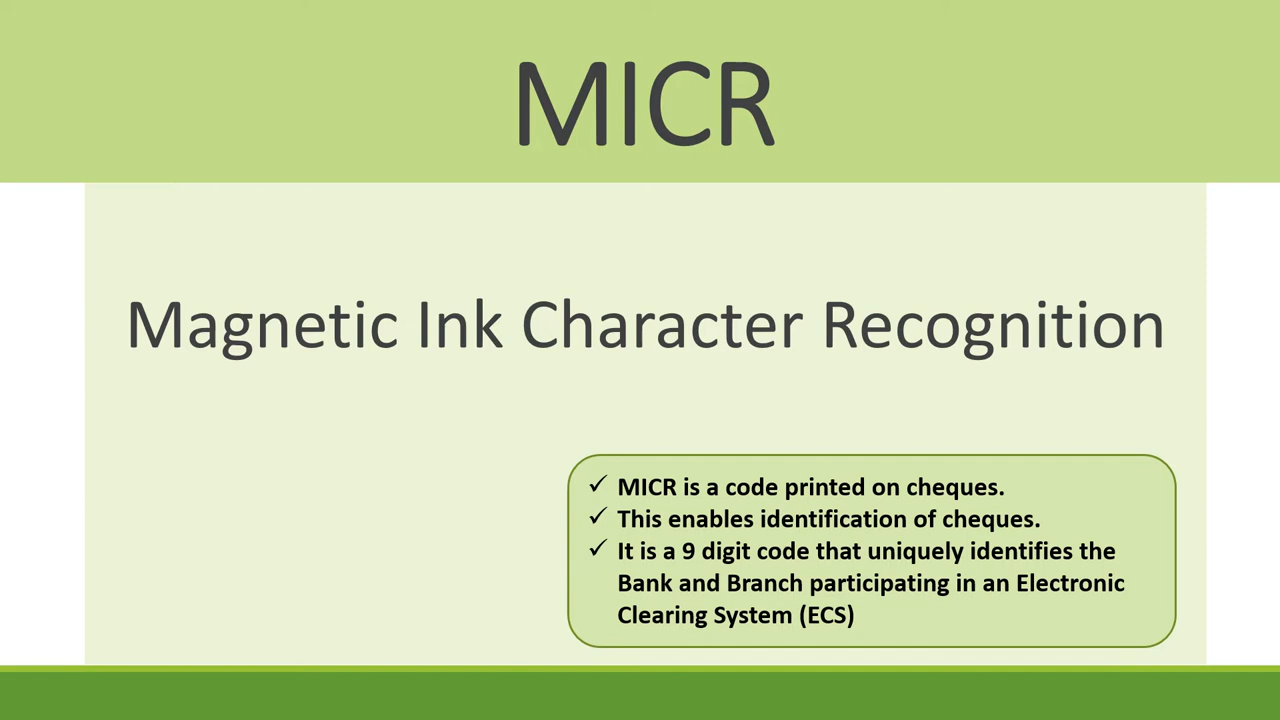 MICR
Magnetic Ink Character Recognition
✓ MICR is a code printed on cheques.
✓ This enables identification of cheques.
✓ It is a 9 digit code that uniquely identifies the
Bank and Branch participating in an Electronic
Clearing System (ECS)